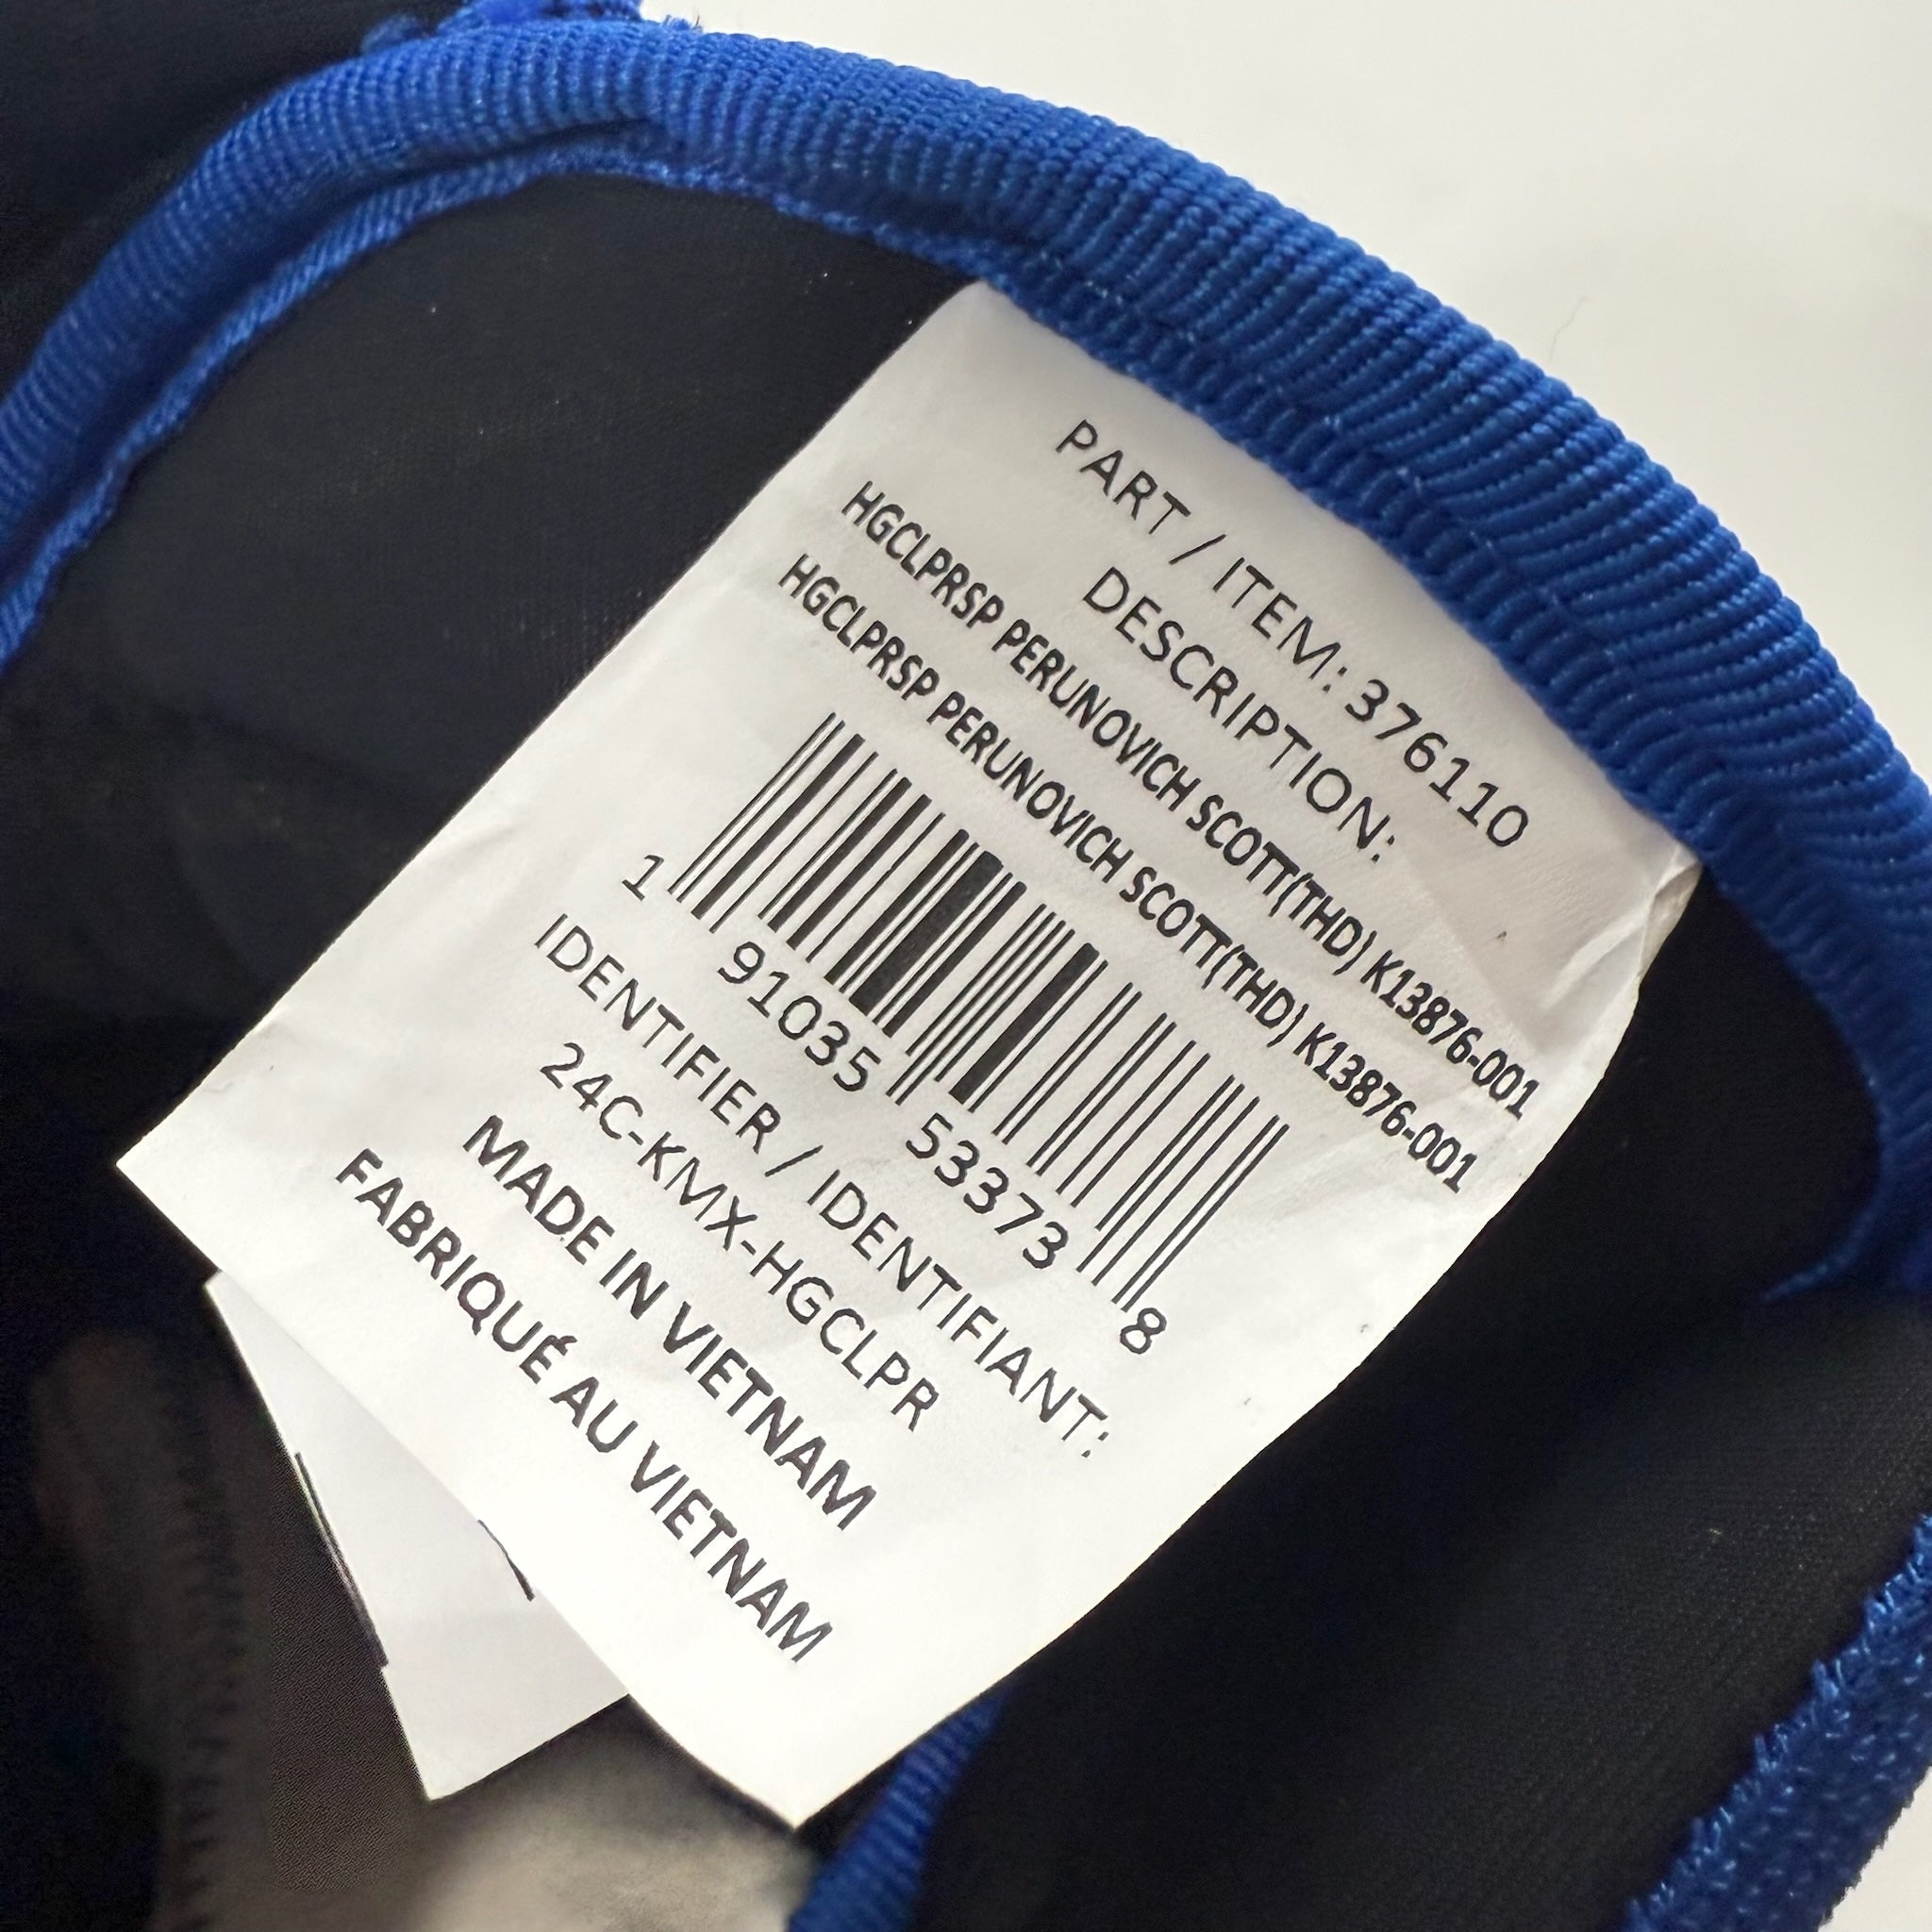 PART / ITEM: 376110
DESCRIPTION:
HGCLPRSP PERUNOVICH SCOTT(THD) K13876-001
HGCLPRSP PERUNOVICH SCOTT(THD) K13876-001
1 91035 53373 8
IDENTIFIER / IDENTIFIANT:
24C-KMX-HGCLPR
MADE IN VIETNAM
FABRIQUÉ AU VIETNAM